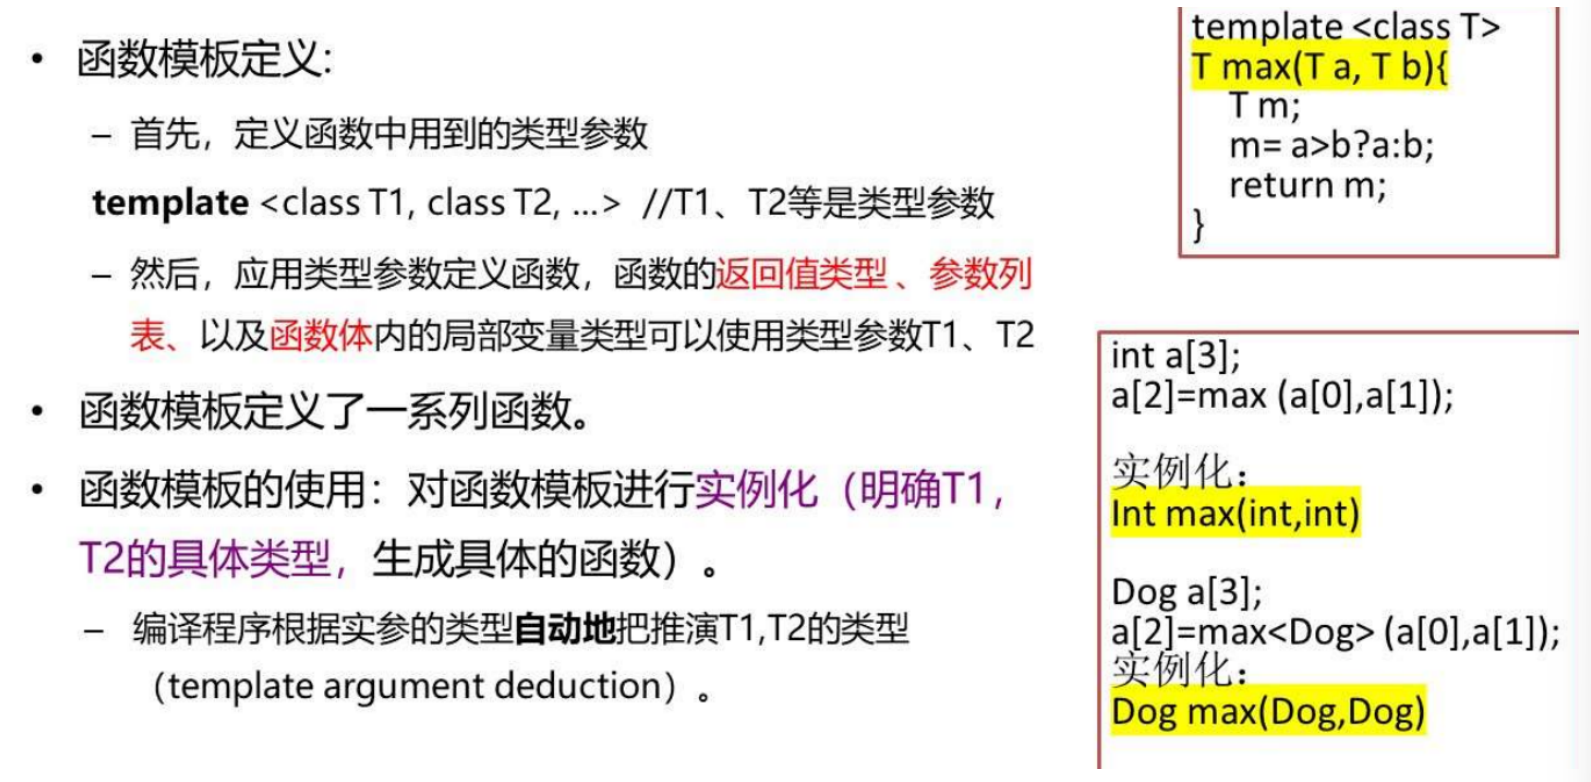 • 函数模板定义:
– 首先，定义函数中用到的类型参数
template <class T1, class T2, ...> //T1、T2等是类型参数
– 然后，应用类型参数定义函数，函数的返回值类型 、参数列
表、以及函数体内的局部变量类型可以使用类型参数T1、T2
• 函数模板定义了一系列函数。
• 函数模板的使用：对函数模板进行实例化（明确T1，
T2的具体类型，生成具体的函数）。
– 编译程序根据实参的类型自动地把推演T1,T2的类型
（template argument deduction）。
template <class T>
T max(T a, T b){
T m;
m= a>b?a:b;
return m;
}
int a[3];
a[2]=max (a[0],a[1]);
实例化：
Int max(int,int)
Dog a[3];
a[2]=max<Dog> (a[0],a[1]);
实例化：
Dog max(Dog,Dog)